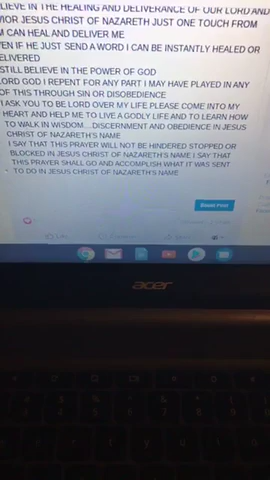 LIEVE IN THE HEALING AND DELIVERANCE OF OUR LORD AND
VIOR JESUS CHRIST OF NAZARETH JUST ONE TOUCH FROM
M CAN HEAL AND DELIVER ME
VEN IF HE JUST SEND A WORD I CAN BE INSTANTLY HEALED OR
ELIVERED
STILL BELIEVE IN THE POWER OF GOD
LORD GOD I REPENT FOR ANY PART I MAY HAVE PLAYED IN ANY
OF THIS THROUGH SIN OR DISOBEDIENCE
I ASK YOU TO BE LORD OVER MY LIFE PLEASE COME INTO MY
HEART AND HELP ME TO LIVE A GODLY LIFE AND TO LEARN HOW
TO WALK IN WISDOM....DISCERNMENT AND OBEDIENCE IN JESUS
CHRIST OF NAZARETH'S NAME
I SAY THAT THIS PRAYER WILL NOT BE HINDERED STOPPED OR
BLOCKED IN JESUS CHRIST OF NAZARETH'S NAME I SAY THAT
THIS PRAYER SHALL GO AND ACCOMPLISH WHAT IT WAS SENT
TO DO IN JESUS CHRIST OF NAZARETH'S NAME
Boost Post
acer